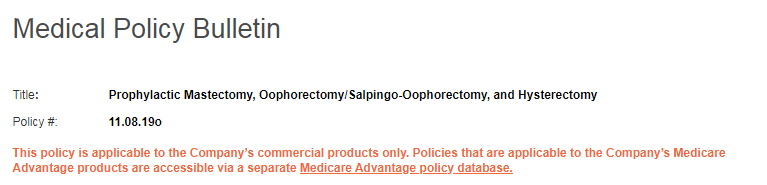 Medical Policy Bulletin
Title: Prophylactic Mastectomy, Oophorectomy/Salpingo-Oophorectomy, and Hysterectomy
Policy #: 11.08.19o
This policy is applicable to the Company’s commercial products only. Policies that are applicable to the Company’s Medicare
Advantage products are accessible via a separate Medicare Advantage policy database.